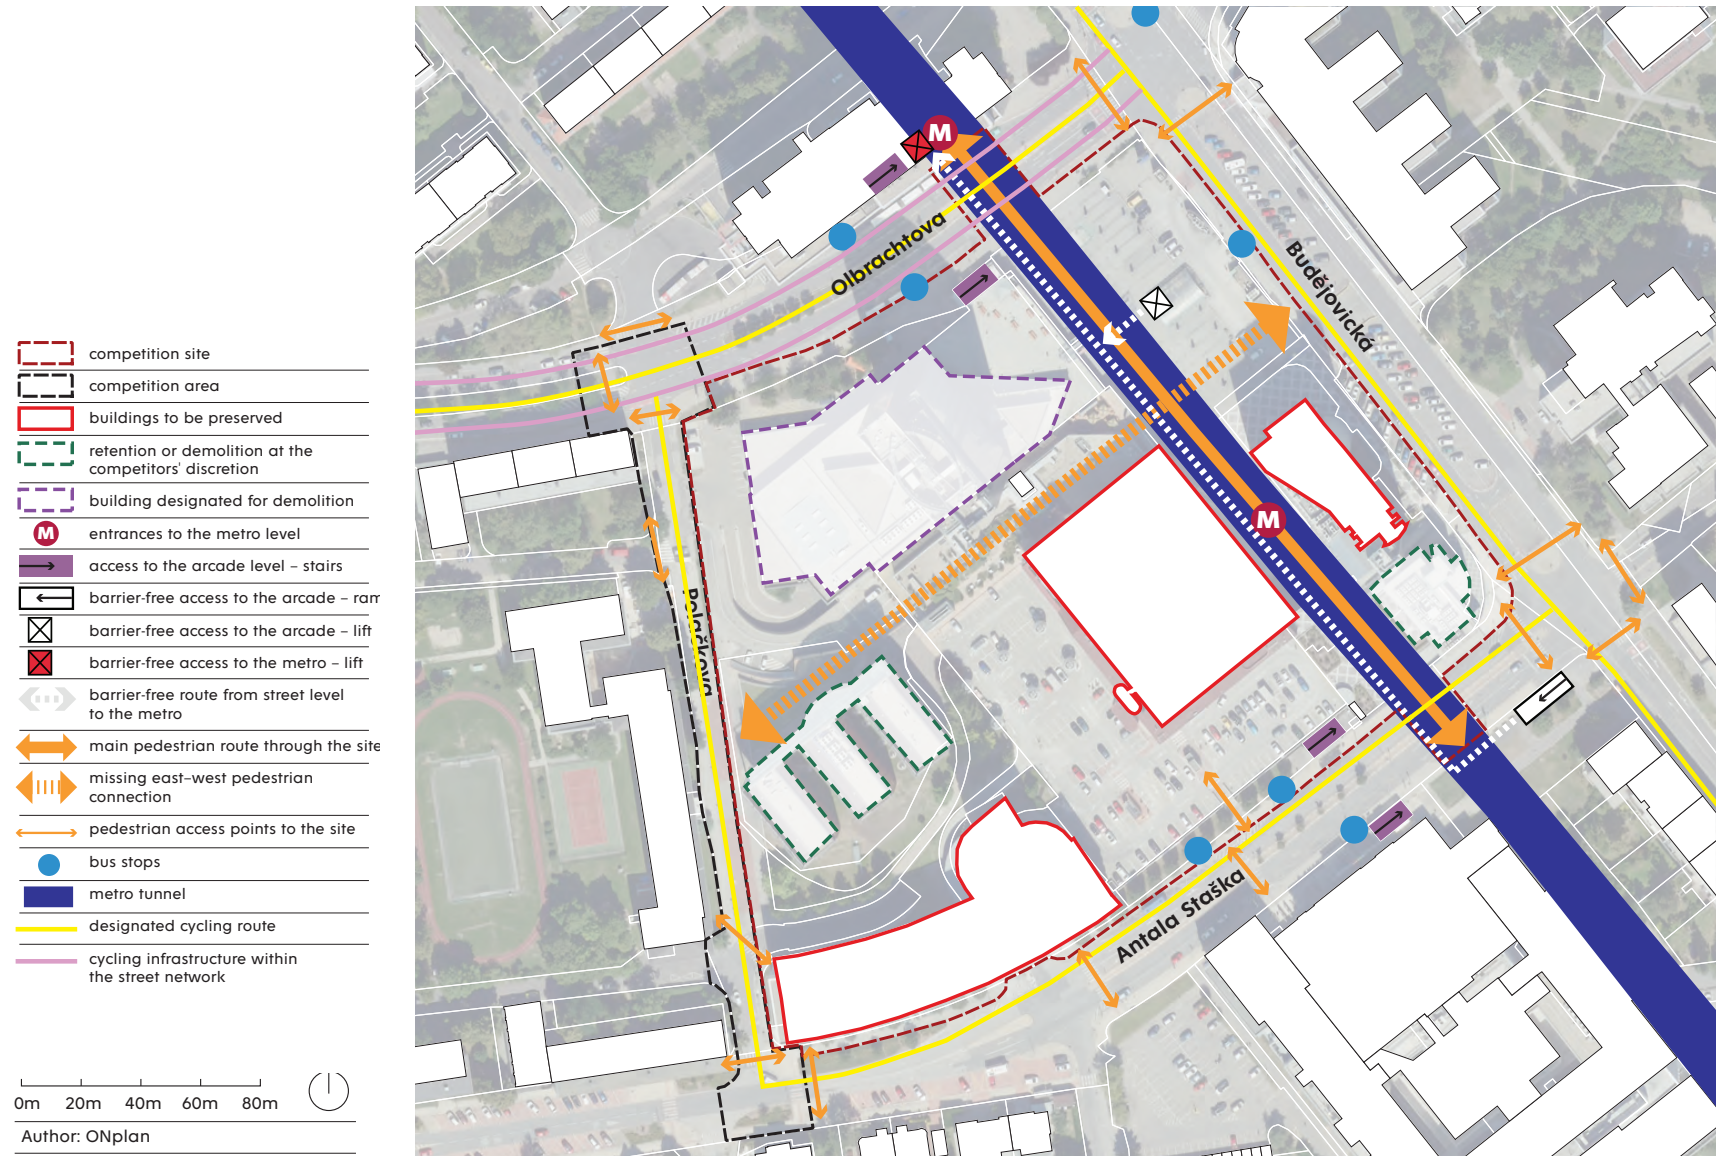 competition site
competition area
buildings to be preserved
retention or demolition at the
competitors' discretion
building designated for demolition
M
entrances to the metro level
access to the arcade level – stairs
barrier-free access to the arcade – ram
barrier-free access to the arcade – lift
barrier-free access to the metro – lift
barrier-free route from street level
to the metro
main pedestrian route through the site
missing east–west pedestrian
connection
pedestrian access points to the site
bus stops
metro tunnel
designated cycling route
cycling infrastructure within
the street network
0m 20m 40m 60m 80m
Author: ONplan
M
Olbrachtova
Budějovická
M
Polačkova
Antala Staška